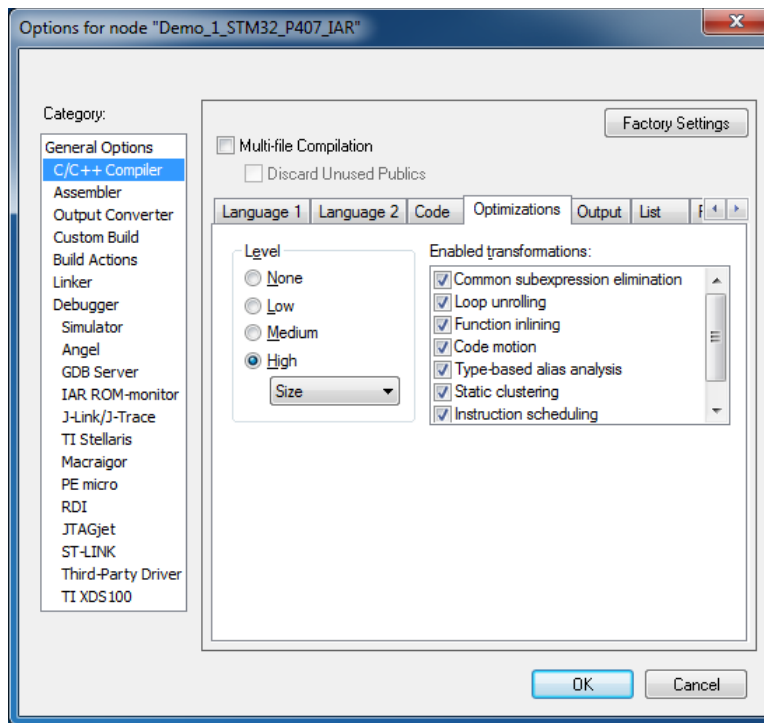 Options for node "Demo_1_STM32_P407_IAR"
X
Category:
General Options
C/C++ Compiler
Assembler
Output Converter
Custom Build
Build Actions
Linker
Debugger
Simulator
Angel
GDB Server
IAR ROM-monitor
J-Link/J-Trace
TI Stellaris
Macraigor
PE micro
RDI
JTAGjet
ST-LINK
Third-Party Driver
TI XDS100
Factory Settings
Multi-file Compilation
Discard Unused Publics
Language 1 Language 2 Code Optimizations Output List
Level
None
Low
Medium
High
Size
Enabled transformations:
Common subexpression elimination
Loop unrolling
Function inlining
Code motion
Type-based alias analysis
Static clustering
Instruction scheduling
OK Cancel